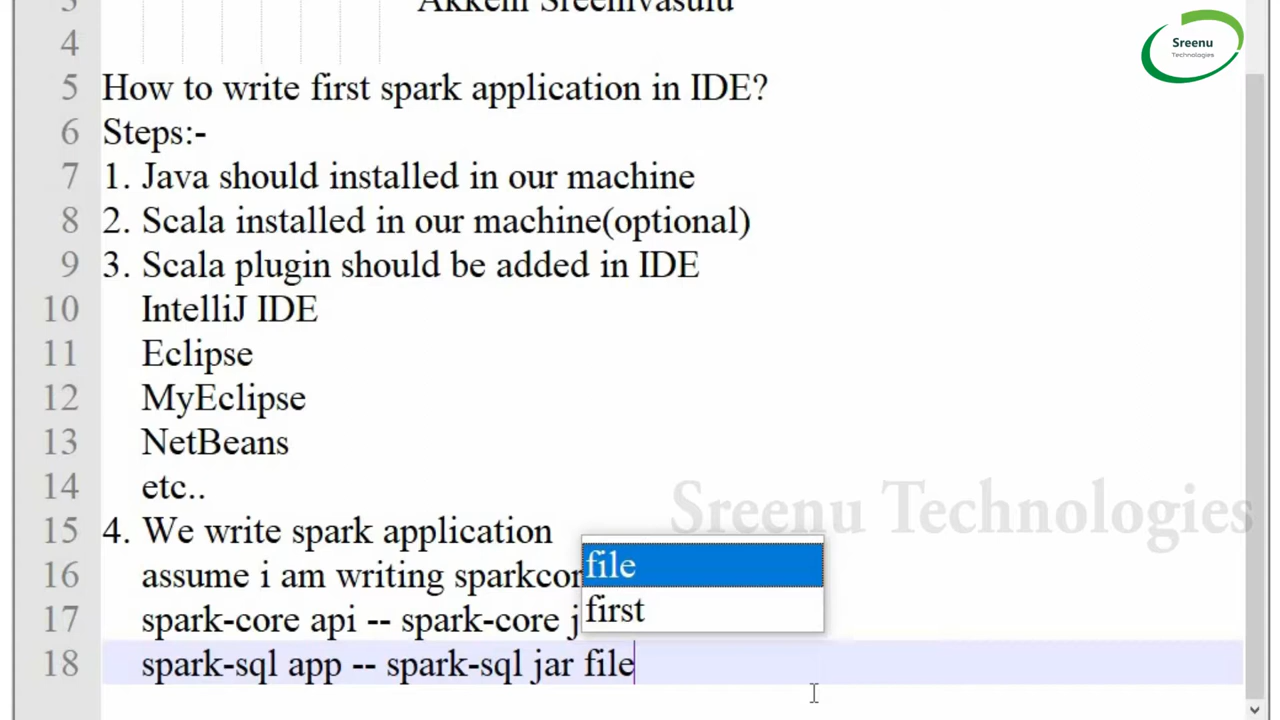 3 Akkem Sreenivasulu
Sreenu
Technologies
4
5 How to write first spark application in IDE?
6 Steps:-
7 1. Java should installed in our machine
8 2. Scala installed in our machine(optional)
9 3. Scala plugin should be added in IDE
10 IntelliJ IDE
11 Eclipse
12 MyEclipse
13 NetBeans
14 etc..
Sreenu Technologies
15 4. We write spark application
file
16 assume i am writing
first
17 spark-core api -- spark-core
18 spark-sql app -- spark-sql jar file